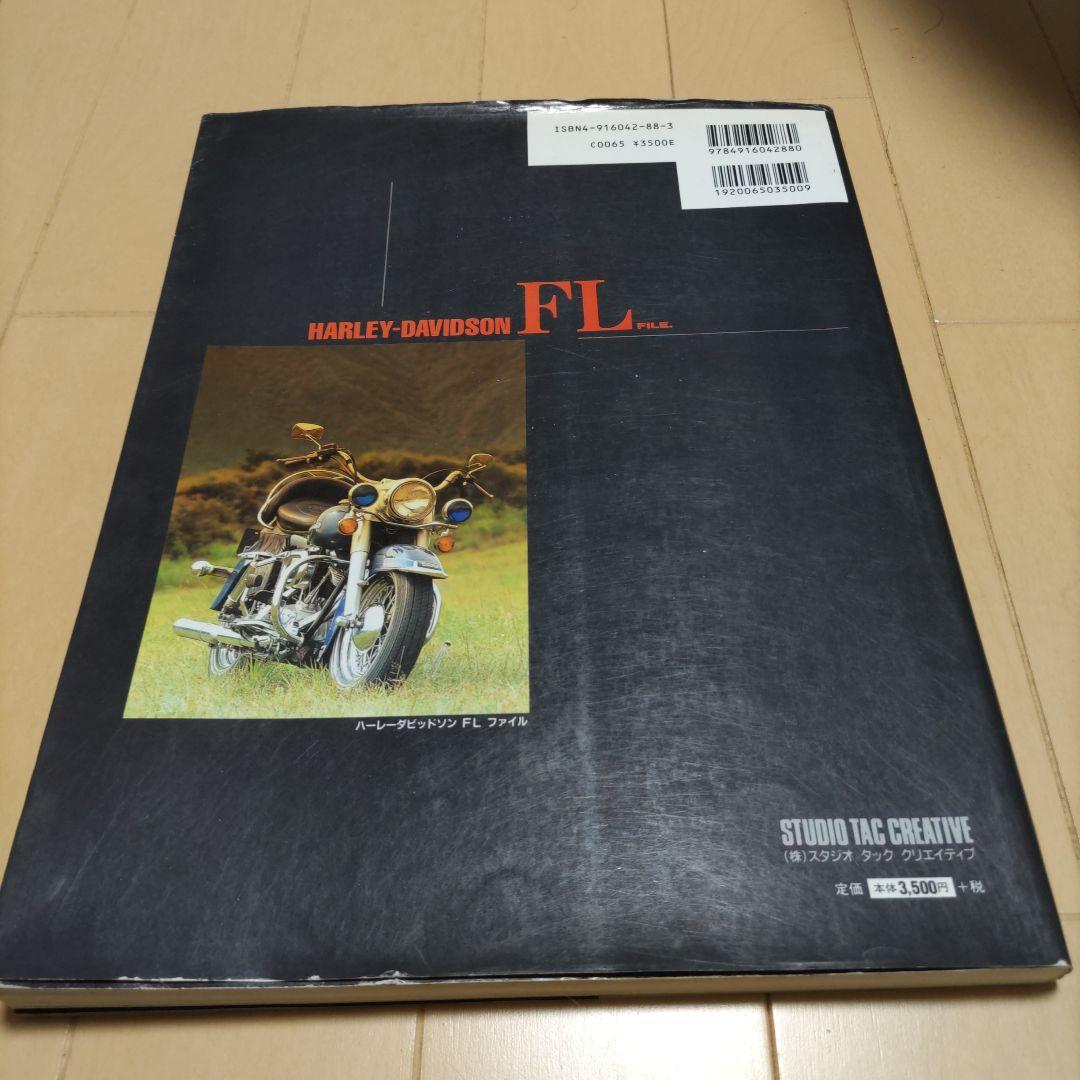 ISBN4-916042-88-3
C0065 ¥3500E
9784916042880
1920065035009
HARLEY-DAVIDSON FL FILE.
ハーレーダビッドソン FL ファイル
STUDIO TAC CREATIVE
(株)スタジオ タック クリエイティブ
定価 本体3,500円 +税